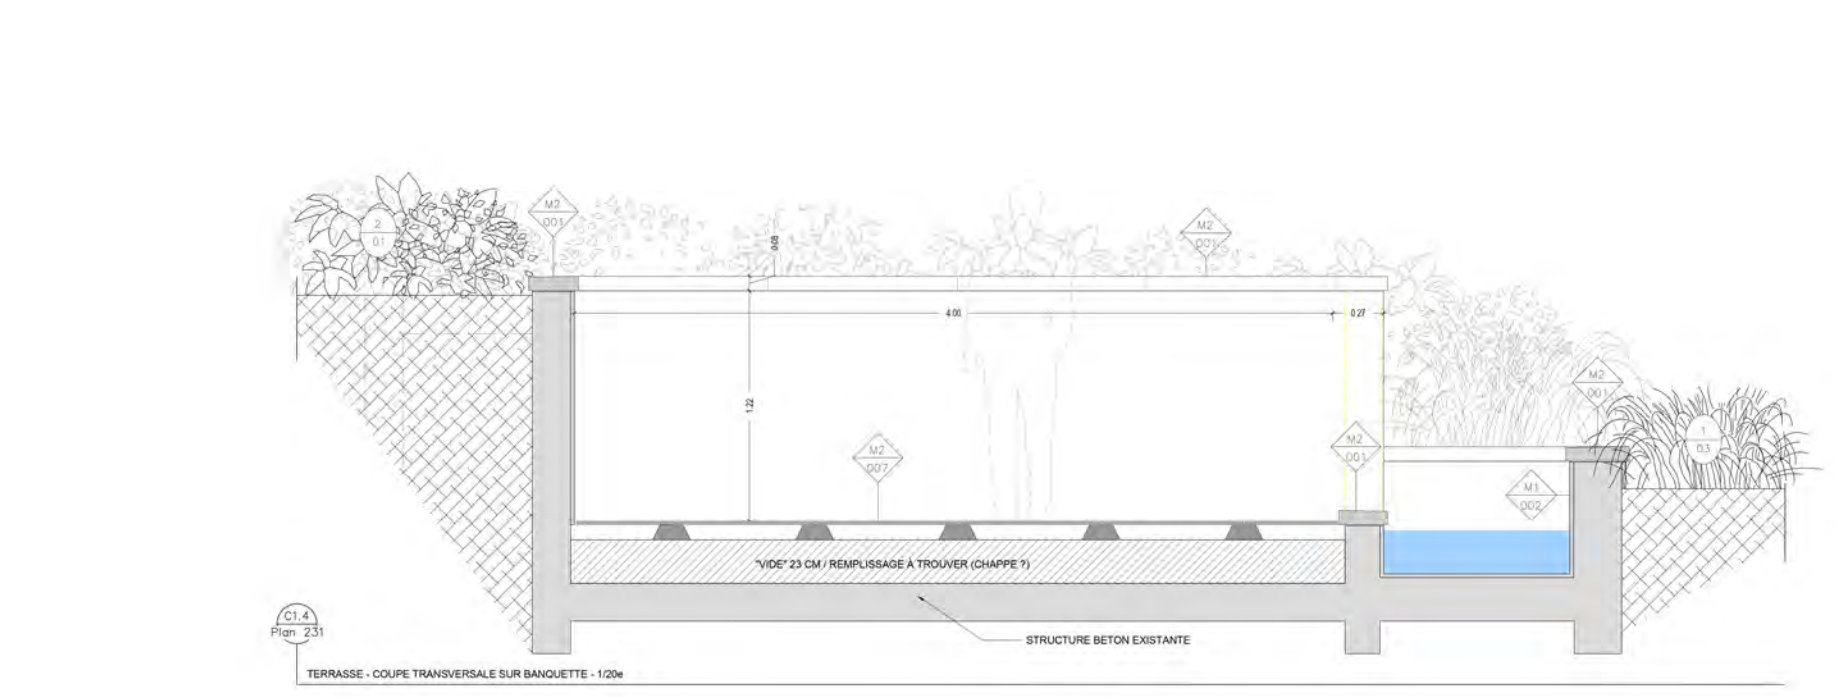 M2
001
2
01
M2
001
0.08
4.00
0.27
1.22
M2
001
M2
001
M2
007
1
03
M1
002
"VIDE" 23 CM / REMPLISSAGE À TROUVER (CHAPPE ?)
C1.4
Plan 231
STRUCTURE BETON EXISTANTE
TERRASSE - COUPE TRANSVERSALE SUR BANQUETTE - 1/20e